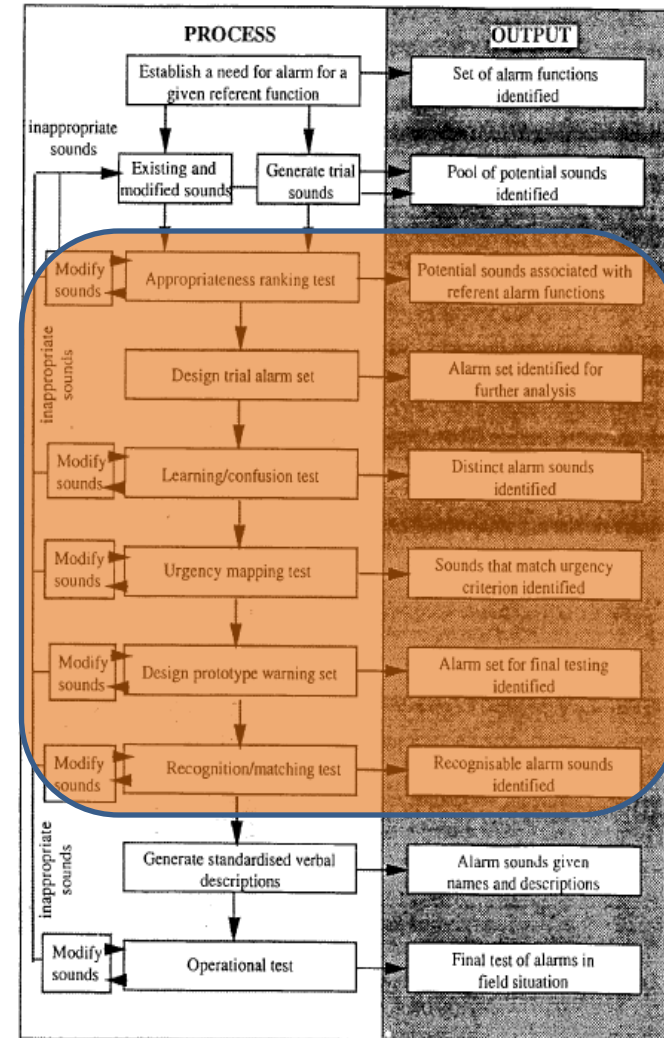 PROCESS
OUTPUT
Establish a need for alarm for a
given referent function
Set of alarm functions
identified
inappropriate
sounds
Existing and
modified sounds
Generate trial
sounds
Pool of potential sounds
identified
Modify
sounds
Appropriateness ranking test
Potential sounds associated with
referent alarm functions
inappropriate
sounds
Design trial alarm set
Alarm set identified for
further analysis
Modify
sounds
Learning/confusion test
Distinct alarm sounds
identified
Modify
sounds
Urgency mapping test
Sounds that match urgency
criterion identified
Modify
sounds
Design prototype warning set
Alarm set for final testing
identified
Modify
sounds
Recognition/matching test
Recognisable alarm sounds
identified
inappropriate
sounds
Generate standardised verbal
descriptions
Alarm sounds given
names and descriptions
Modify
sounds
Operational test
Final test of alarms in
field situation